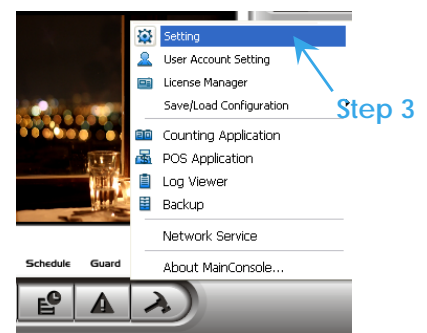 Setting
User Account Setting
License Manager
Save/Load Configuration
Step 3
Counting Application
POS Application
Log Viewer
Backup
Network Service
Schedule Guard
About MainConsole...